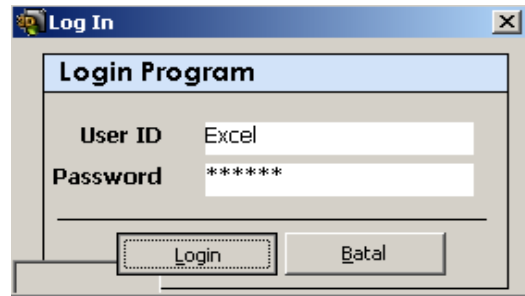 Log In
Login Program
User ID Excel
Password ******
Login Batal